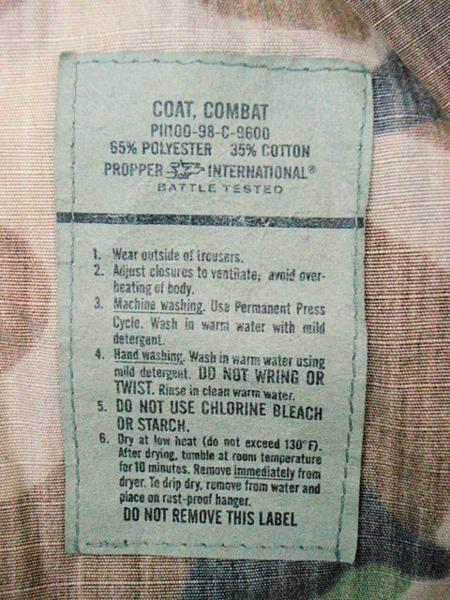 COAT, COMBAT
PII100-98-C-9600
65% POLYESTER 35% COTTON
PROPPER INTERNATIONAL®
BATTLE TESTED
1. Wear outside of trousers.
2. Adjust closures to ventilate; avoid over-
heating of body.
3. Machine washing. Use Permanent Press
Cycle. Wash in warm water with mild
detergent.
4. Hand washing. Wash in warm water using
mild detergent. DO NOT WRING OR
TWIST. Rinse in clean warm water.
5. DO NOT USE CHLORINE BLEACH
OR STARCH.
6. Dry at low heat (do not exceed 130°F).
After drying, tumble at room temperature
for 10 minutes. Remove immediately from
dryer. To drip dry, remove from water and
place on rust-proof hanger.
DO NOT REMOVE THIS LABEL